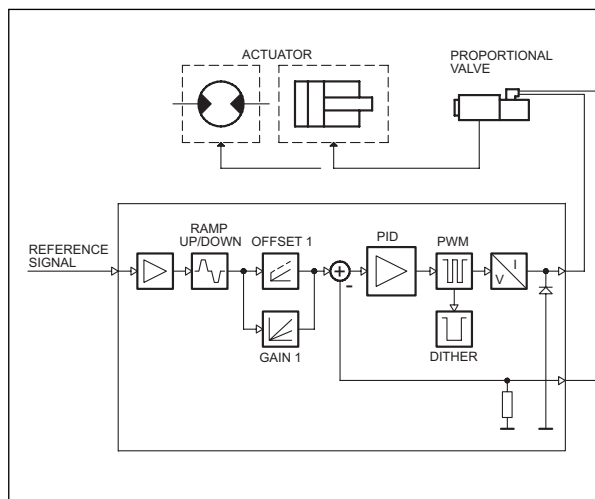 ACTUATOR
PROPORTIONAL
VALVE
REFERENCE
SIGNAL
RAMP
UP/DOWN
OFFSET 1
GAIN 1
+
-
PID
PWM
DITHER
I
V